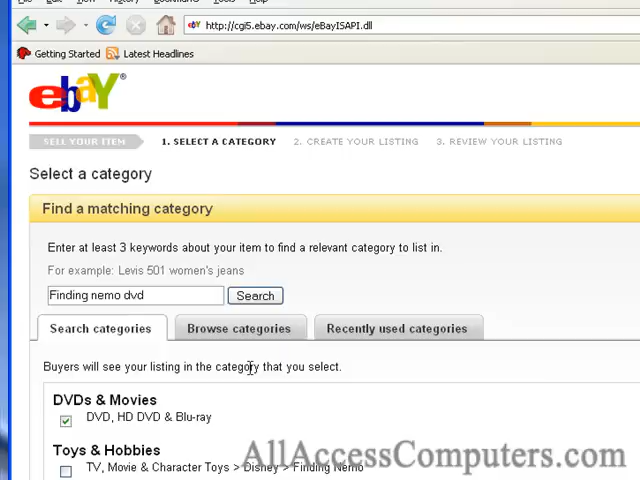 http://cgi5.ebay.com/ws/eBayISAPI.dll
Getting Started Latest Headlines
ebaY®
SELL YOUR ITEM 1. SELECT A CATEGORY 2. CREATE YOUR LISTING 3. REVIEW YOUR LISTING
Select a category
Find a matching category
Enter at least 3 keywords about your item to find a relevant category to list in.
For example: Levis 501 women's jeans
Finding nemo dvd Search
Search categories Browse categories Recently used categories
Buyers will see your listing in the category that you select.
DVDs & Movies
DVD, HD DVD & Blu-ray
Toys & Hobbies
TV, Movie & Character Toys > Disney > Finding Nemo
AllAccessComputers.com